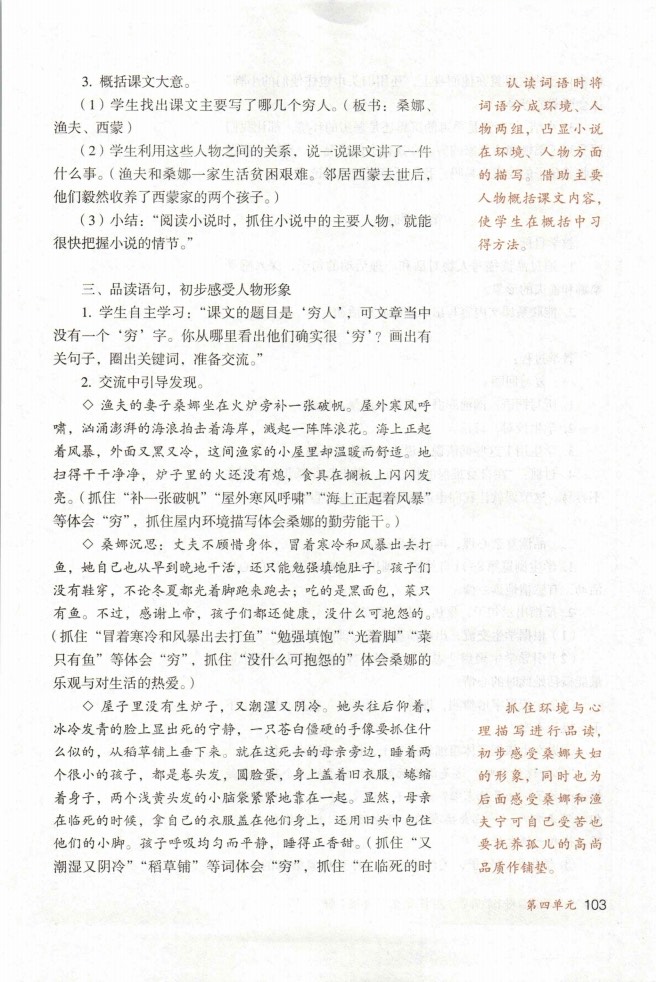 3. 概括课文大意。
（1）学生找出课文主要写了哪几个穷人。（板书：桑娜、
渔夫、西蒙）
（2）学生利用这些人物之间的关系，说一说课文讲了一件
什么事。（渔夫和桑娜一家生活贫困艰难。邻居西蒙去世后，
他们毅然收养了西蒙家的两个孩子。）
（3）小结：“阅读小说时，抓住小说中的主要人物，就能
很快把握小说的情节。”
认读词语时将
词语分成环境、人
物两组，凸显小说
在环境、人物方面
的描写。借助主要
人物概括课文内容，
使学生在概括中习
得方法。
三、品读语句，初步感受人物形象
1. 学生自主学习：“课文的题目是‘穷人’，可文章当中
没有一个‘穷’字。你从哪里看出他们确实很‘穷’？画出有
关句子，圈出关键词，准备交流。”
2. 交流中引导发现。
◇ 渔夫的妻子桑娜坐在火炉旁补一张破帆。屋外寒风呼
啸，汹涌澎湃的海浪拍击着海岸，溅起一阵阵浪花。海上正起
着风暴，外面又黑又冷，这间渔家的小屋里却温暖而舒适。地
扫得干干净净，炉子里的火还没有熄，食具在搁板上闪闪发
亮。（抓住“补一张破帆”“屋外寒风呼啸”“海上正起着风暴”
等体会“穷”，抓住屋内环境描写体会桑娜的勤劳能干。）
◇ 桑娜沉思：丈夫不顾惜身体，冒着寒冷和风暴出去打
鱼，她自己也从早到晚地干活，还只能勉强填饱肚子。孩子们
没有鞋穿，不论冬夏都光着脚跑来跑去；吃的是黑面包，菜只
有鱼。不过，感谢上帝，孩子们都还健康，没什么可抱怨的。
（抓住“冒着寒冷和风暴出去打鱼”“勉强填饱”“光着脚”“菜
只有鱼”等体会“穷”，抓住“没什么可抱怨的”体会桑娜的
乐观与对生活的热爱。）
◇ 屋子里没有生炉子，又潮湿又阴冷。她头往后仰着，
冰冷发青的脸上显出死的宁静，一只苍白僵硬的手像要抓住什
么似的，从稻草铺上垂下来。就在这死去的母亲旁边，睡着两
个很小的孩子，都是卷头发，圆脸蛋，身上盖着旧衣服，蜷缩
着身子，两个浅黄头发的小脑袋紧紧地靠在一起。显然，母亲
在临死的时候，拿自己的衣服盖在他们身上，还用旧头巾包住
他们的小脚。孩子呼吸均匀而平静，睡得正香甜。（抓住“又
潮湿又阴冷”“稻草铺”等词体会“穷”，抓住“在临死的时
抓住环境与心
理描写进行品读，
初步感受桑娜夫妇
的形象，同时也为
后面感受桑娜和渔
夫宁可自己受苦也
要抚养孤儿的高尚
品质作铺垫。
第四单元 103